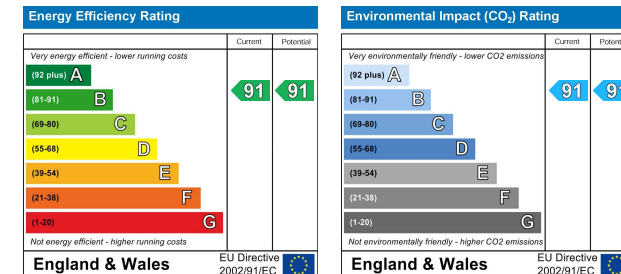 Energy Efficiency Rating
Current Potential
Very energy efficient - lower running costs
(92 plus) A
(81-91) B
91 91
(69-80) C
(55-68) D
(39-54) E
(21-38) F
(1-20) G
Not energy efficient - higher running costs
England & Wales
EU Directive
2002/91/EC
Environmental Impact (CO₂) Rating
Current Potent
Very environmentally friendly - lower CO2 emissions
(92 plus) A
(81-91) B
91 91
(69-80) C
(55-68) D
(39-54) E
(21-38) F
(1-20) G
Not environmentally friendly - higher CO2 emissions
England & Wales
EU Directive
2002/91/EC